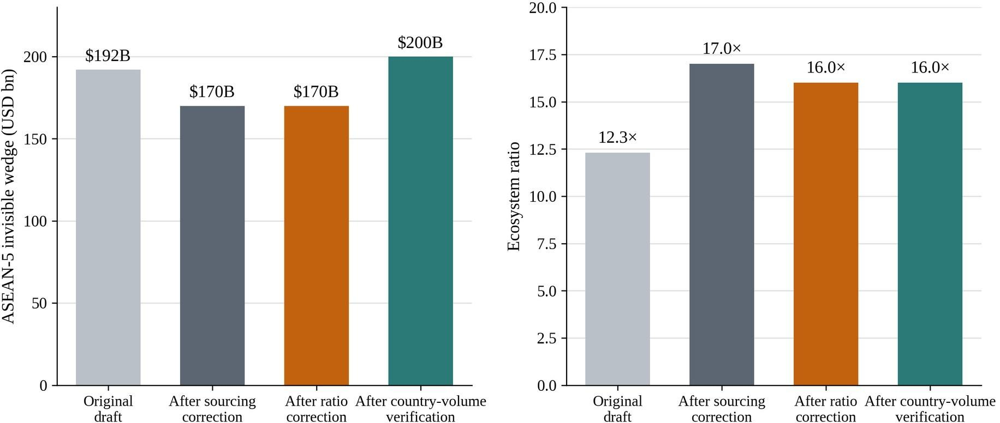 ASEAN-5 invisible wedge (USD bn)
200
150
100
50
0
$192B
$170B
$170B
$200B
Original
draft
After sourcing
correction
After ratio
correction
After country-volume
verification
Ecosystem ratio
20.0
17.5
15.0
12.5
10.0
7.5
5.0
2.5
0.0
12.3×
17.0×
16.0×
16.0×
Original
draft
After sourcing
correction
After ratio
correction
After country-volume
verification